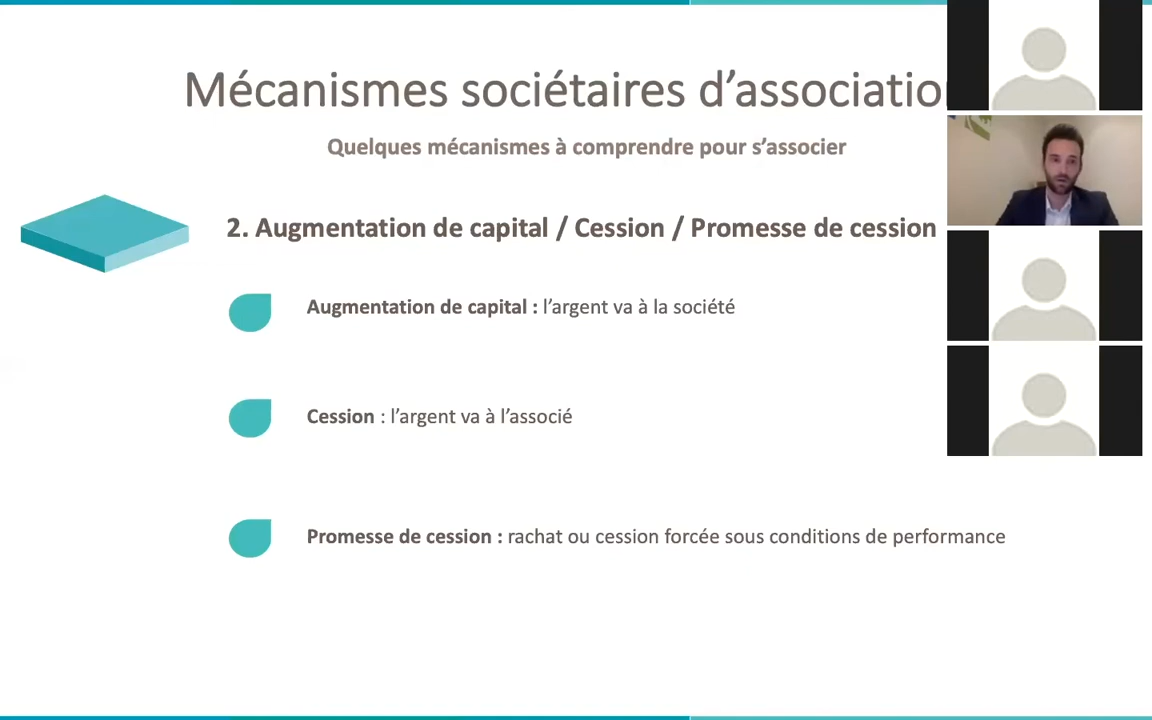 Mécanismes sociétaires d’association
Quelques mécanismes à comprendre pour s’associer
2. Augmentation de capital / Cession / Promesse de cession
Augmentation de capital : l’argent va à la société
Cession : l’argent va à l’associé
Promesse de cession : rachat ou cession forcée sous conditions de performance